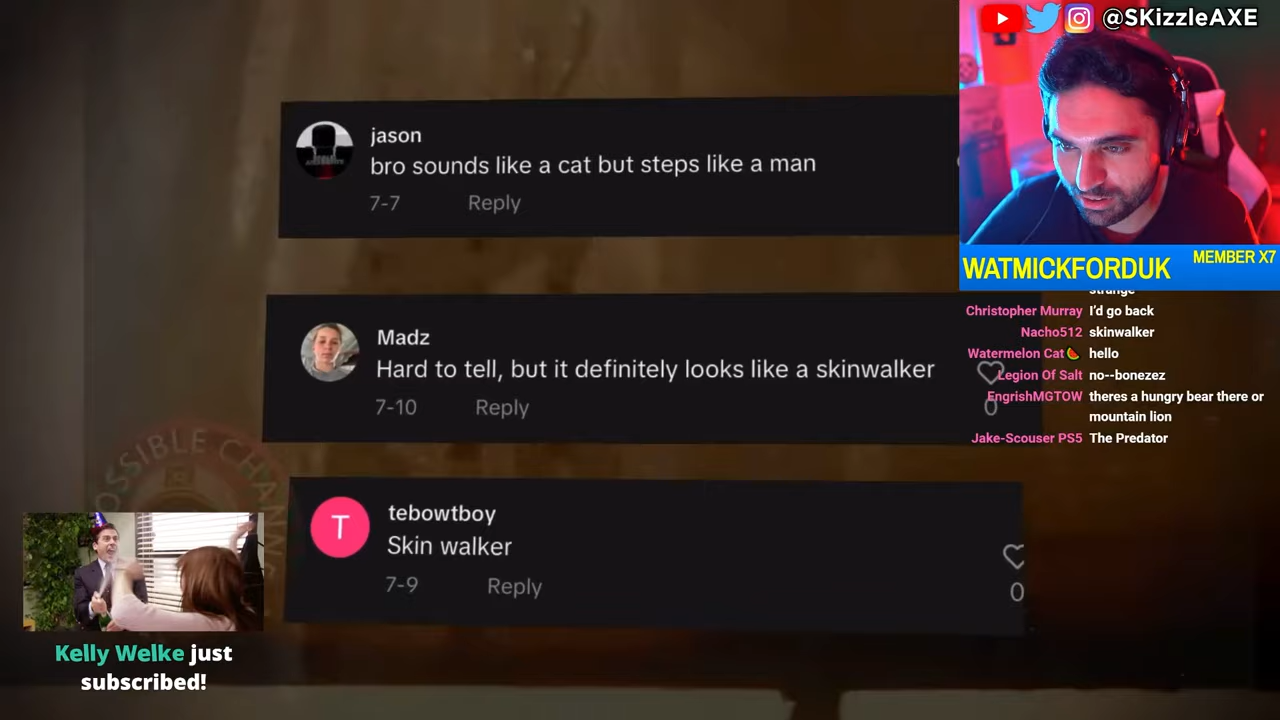 @SKizzleAXE
jason
bro sounds like a cat but steps like a man
7-7 Reply
WATMICKFORDUK
MEMBER X7
strange
Christopher Murray I'd go back
Nacho512 skinwalker
Watermelon Cat🍉 hello
Legion Of Salt no--bonezez
EngrishMGTOW theres a hungry bear there or
mountain lion
Jake-Scouser PS5 The Predator
Madz
Hard to tell, but it definitely looks like a skinwalker
7-10 Reply
0
tebowtboy
T
Skin walker
7-9 Reply
0
Kelly Welke just
subscribed!